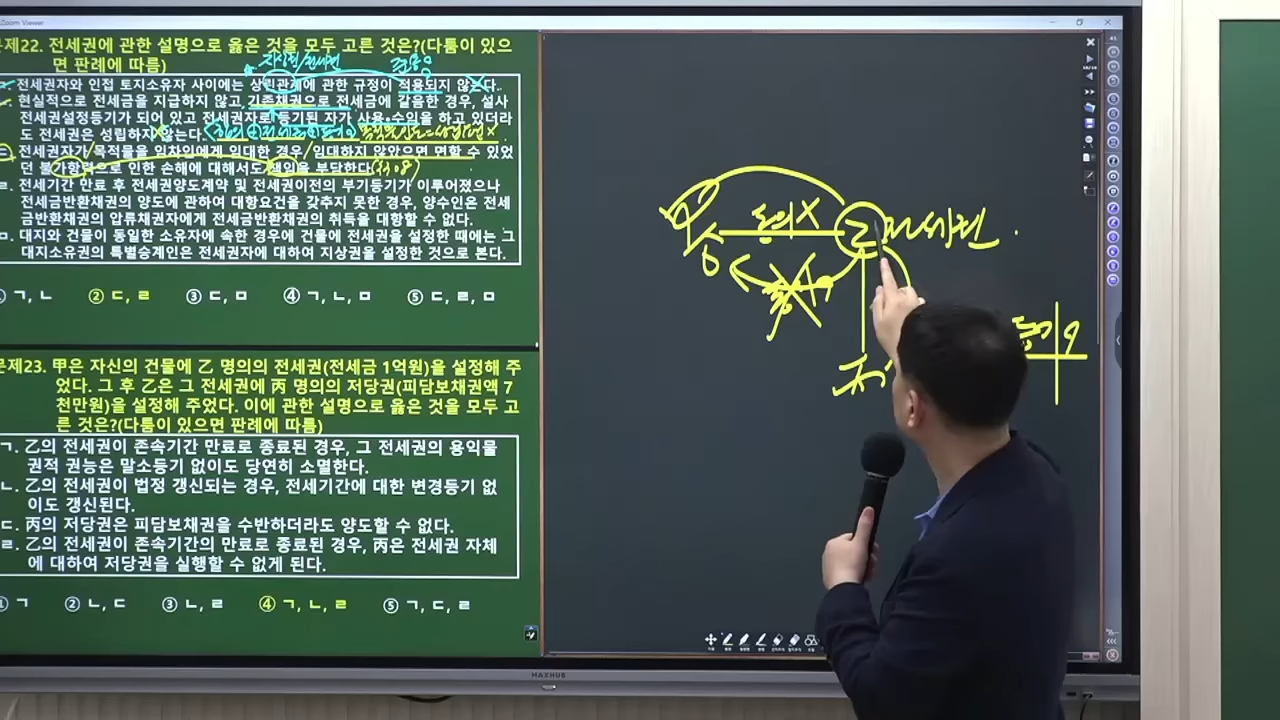 Zoom Viewer
문제22. 전세권에 관한 설명으로 옳은 것을 모두 고른 것은?(다툼이 있으
면 판례에 따름)
지상권/전세권
준용
전세권자와 인접 토지소유자 사이에는 상린관계에 관한 규정이 적용되지 않는다.
현실적으로 전세금을 지급하지 않고, 기존채권으로 전세금에 갈음한 경우, 설사
전세권설정등기가 되어 있고 전세권자로 등기된 자가 사용·수익을 하고 있더라
도 전세권은 성립하지 않는다.
ㄷ. 전세권자가 목적물을 임차인에게 임대한 경우, 임대하지 않았으면 면할 수 있었
던 불가항력으로 인한 손해에 대해서도 책임을 부담한다. (308)
ㄹ. 전세기간 만료 후 전세권양도계약 및 전세권이전의 부기등기가 이루어졌으나
전세금반환채권의 양도에 관하여 대항요건을 갖추지 못한 경우, 양수인은 전세
금반환채권의 압류채권자에게 전세금반환채권의 취득을 대항할 수 없다.
ㅁ. 대지와 건물이 동일한 소유자에 속한 경우에 건물에 전세권을 설정한 때에는 그
대지소유권의 특별승계인은 전세권자에 대하여 지상권을 설정한 것으로 본다.
① ㄱ, ㄴ ② ㄷ, ㄹ ③ ㄷ, ㅁ ④ ㄱ, ㄴ, ㅁ ⑤ ㄷ, ㄹ, ㅁ
문제23. 甲은 자신의 건물에 乙 명의의 전세권(전세금 1억원)을 설정해 주
었다. 그 후 乙은 그 전세권에 丙 명의의 저당권(피담보채권액 7
천만원)을 설정해 주었다. 이에 관한 설명으로 옳은 것을 모두 고
른 것은?(다툼이 있으면 판례에 따름)
ㄱ. 乙의 전세권이 존속기간 만료로 종료된 경우, 그 전세권의 용익물
권적 권능은 말소등기 없이도 당연히 소멸한다.
ㄴ. 乙의 전세권이 법정 갱신되는 경우, 전세기간에 대한 변경등기 없
이도 갱신된다.
ㄷ. 丙의 저당권은 피담보채권을 수반하더라도 양도할 수 없다.
ㄹ. 乙의 전세권이 존속기간의 만료로 종료된 경우, 丙은 전세권 자체
에 대하여 저당권을 실행할 수 없게 된다.
① ㄱ ② ㄴ, ㄷ ③ ㄴ, ㄹ ④ ㄱ, ㄴ, ㄹ ⑤ ㄱ, ㄷ, ㄹ
甲 동의X 乙 전세권
丙
등기
MAXHUB